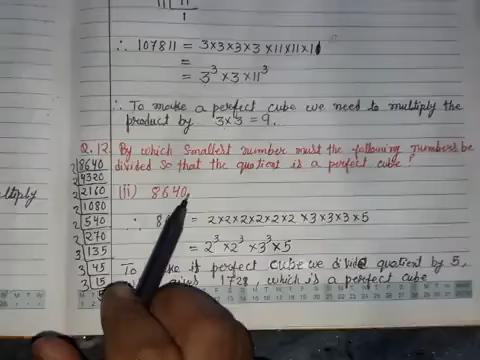 1
∴ 107811 = 3×3×3×3×11×11×11
=
= 3³×3×11³
∴ To make a perfect cube we need to multiply the
product by 3×3 = 9.
Q.12. By which smallest number must the following numbers be
divided so that the quotient is a perfect cube?
2 8640
2 4320
2 2160
2 1080
2 540
2 270
3 135
3 45
3 15
multiply
(ii) 8640
∴ = 2×2×2×2×2×2×3×3×3×5
= 2³×2³×3³×5
To it perfect cube we divide quotient by 5,
1728, which is a perfect cube